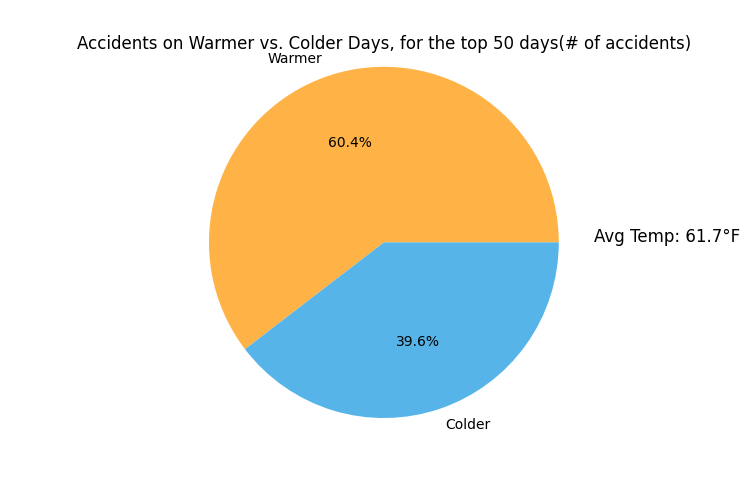 Accidents on Warmer vs. Colder Days, for the top 50 days(# of accidents)
Warmer
60.4%
Avg Temp: 61.7°F
39.6%
Colder